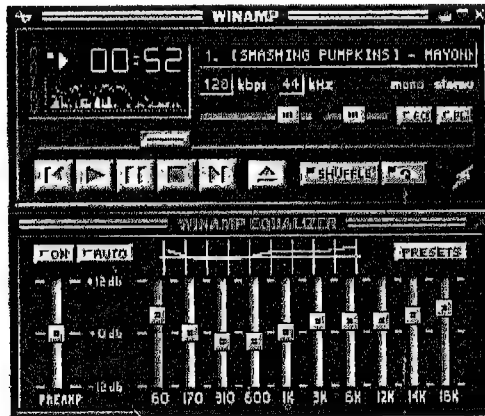 WINAMP
00:52
1. [SMASHING PUMPKINS] - MAYONN
128 kbps 44 kHz mono stereo
EQ PL
SHUFFLE
WINAMP EQUALIZER
ON AUTO PRESETS
+12db
+0db
-12db
PREAMP 60 170 310 600 1K 3K 6K 12K 14K 16K